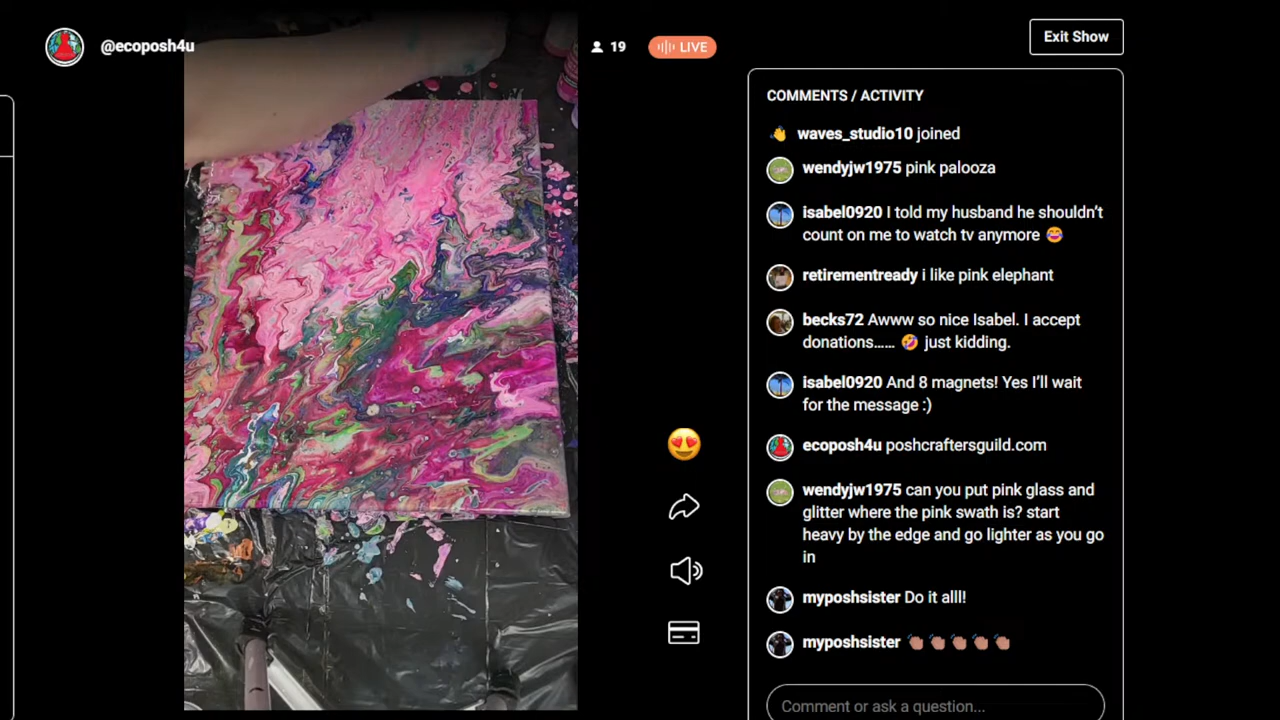 @ecoposh4u
19
LIVE
Exit Show
COMMENTS / ACTIVITY
waves_studio10 joined
wendyjw1975 pink palooza
isabel0920 I told my husband he shouldn't
count on me to watch tv anymore 😂
retirementready i like pink elephant
becks72 Awww so nice Isabel. I accept
donations...... 🤣 just kidding.
isabel0920 And 8 magnets! Yes I'll wait
for the message :)
ecoposh4u poshcraftersguild.com
wendyjw1975 can you put pink glass and
glitter where the pink swath is? start
heavy by the edge and go lighter as you go
in
myposhsister Do it alll!
myposhsister 👏🏽👏🏽👏🏽👏🏽👏🏽
Comment or ask a question...